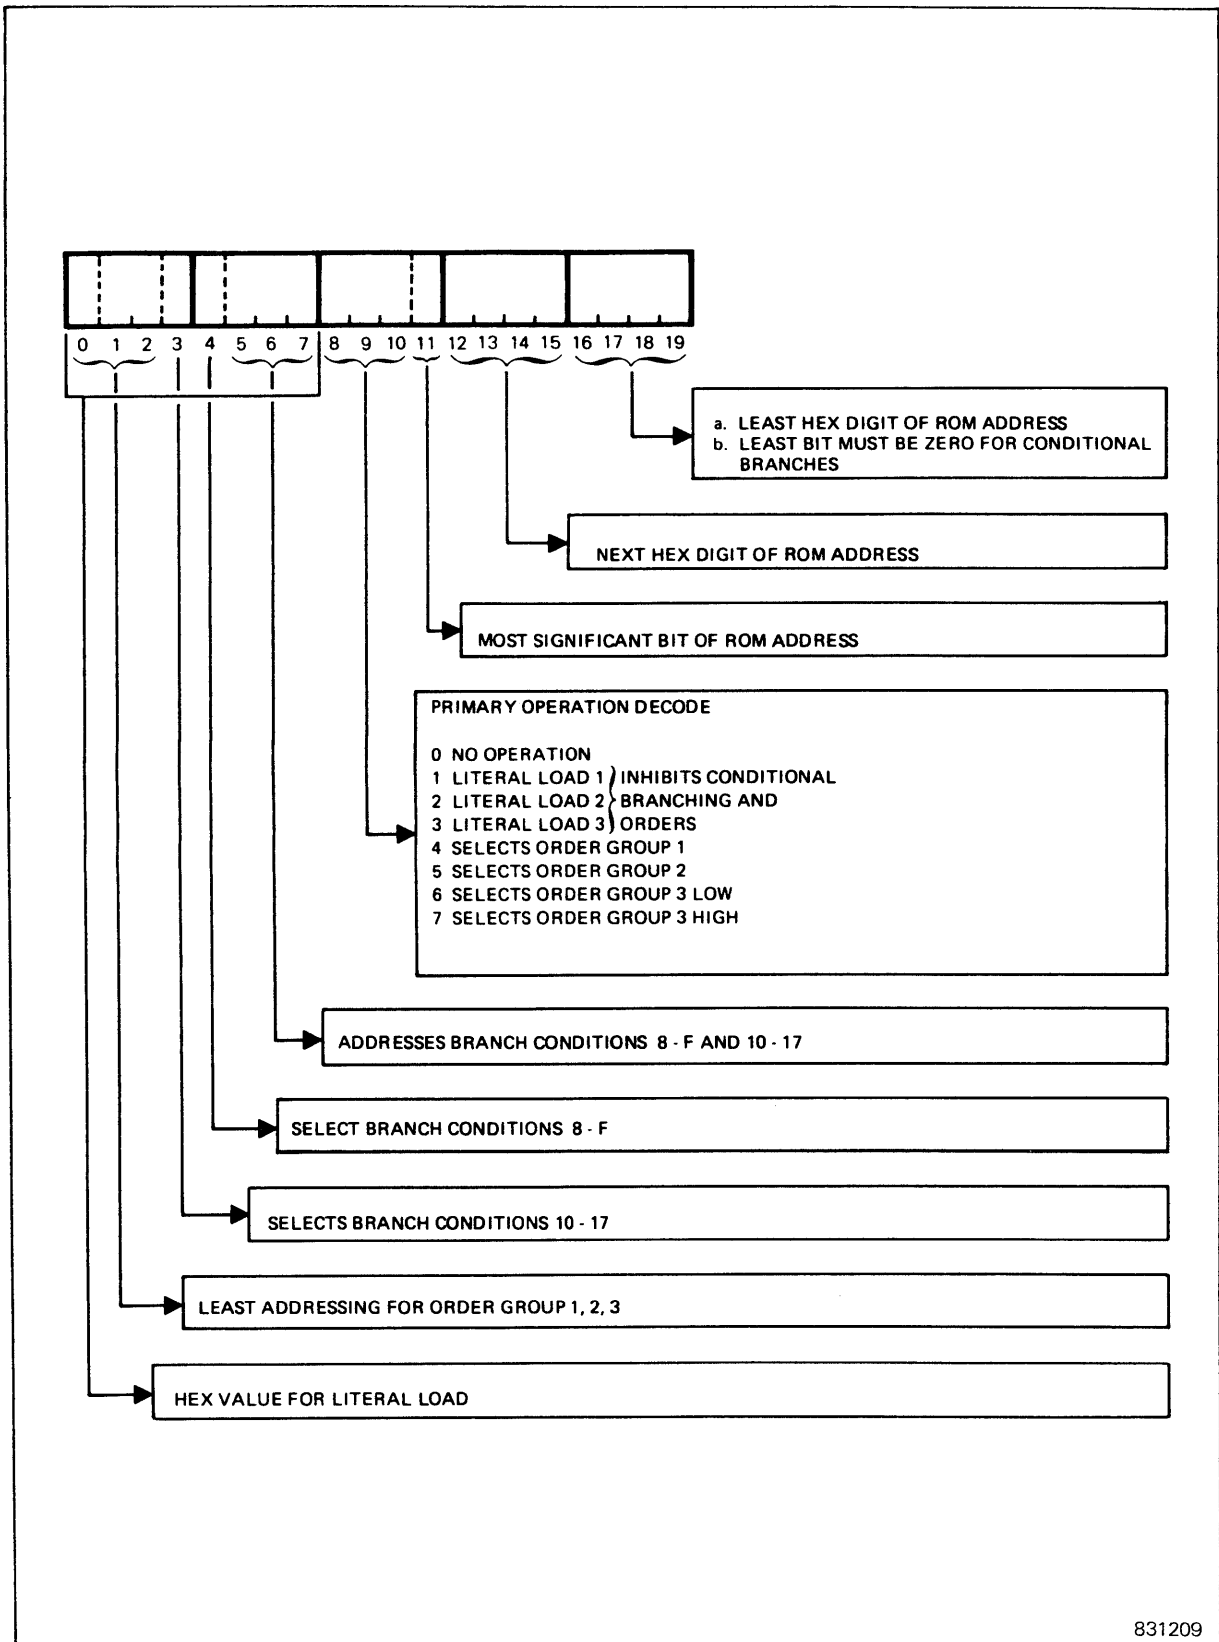 0 1 2 3 4 5 6 7 8 9 10 11 12 13 14 15 16 17 18 19
a. LEAST HEX DIGIT OF ROM ADDRESS
b. LEAST BIT MUST BE ZERO FOR CONDITIONAL
BRANCHES
NEXT HEX DIGIT OF ROM ADDRESS
MOST SIGNIFICANT BIT OF ROM ADDRESS
PRIMARY OPERATION DECODE
0 NO OPERATION
1 LITERAL LOAD 1 INHIBITS CONDITIONAL
2 LITERAL LOAD 2 BRANCHING AND
3 LITERAL LOAD 3 ORDERS
4 SELECTS ORDER GROUP 1
5 SELECTS ORDER GROUP 2
6 SELECTS ORDER GROUP 3 LOW
7 SELECTS ORDER GROUP 3 HIGH
ADDRESSES BRANCH CONDITIONS 8 - F AND 10 - 17
SELECT BRANCH CONDITIONS 8 - F
SELECTS BRANCH CONDITIONS 10 - 17
LEAST ADDRESSING FOR ORDER GROUP 1, 2, 3
HEX VALUE FOR LITERAL LOAD
831209